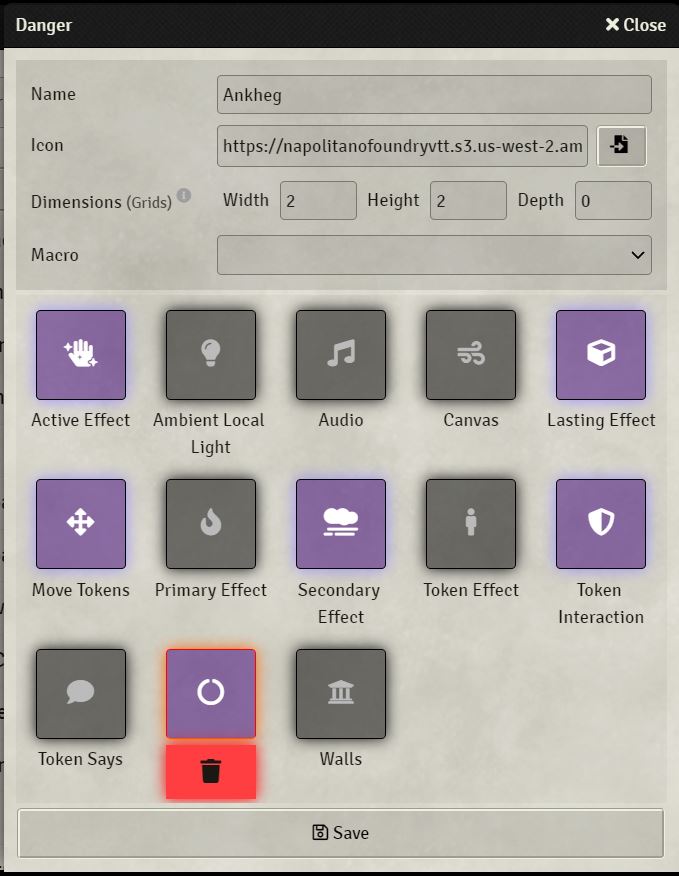 Danger
Close
Name
Ankheg
Icon
https://napolitanofoundryvtt.s3.us-west-2.am
Dimensions (Grids)
Width 2 Height 2 Depth 0
Macro
Active Effect
Ambient Local
Light
Audio
Canvas
Lasting Effect
Move Tokens
Primary Effect
Secondary
Effect
Token Effect
Token
Interaction
Token Says
Walls
Save